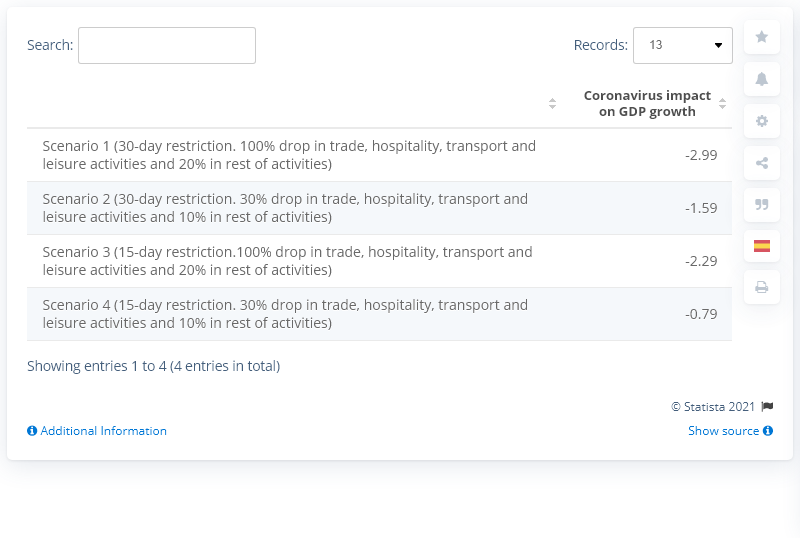 Search:
Records: 13
Coronavirus impact
on GDP growth
Scenario 1 (30-day restriction. 100% drop in trade, hospitality, transport and
leisure activities and 20% in rest of activities)
-2.99
Scenario 2 (30-day restriction. 30% drop in trade, hospitality, transport and
leisure activities and 10% in rest of activities)
-1.59
Scenario 3 (15-day restriction.100% drop in trade, hospitality, transport and
leisure activities and 20% in rest of activities)
-2.29
Scenario 4 (15-day restriction. 30% drop in trade, hospitality, transport and
leisure activities and 10% in rest of activities)
-0.79
Showing entries 1 to 4 (4 entries in total)
© Statista 2021
Additional Information
Show source